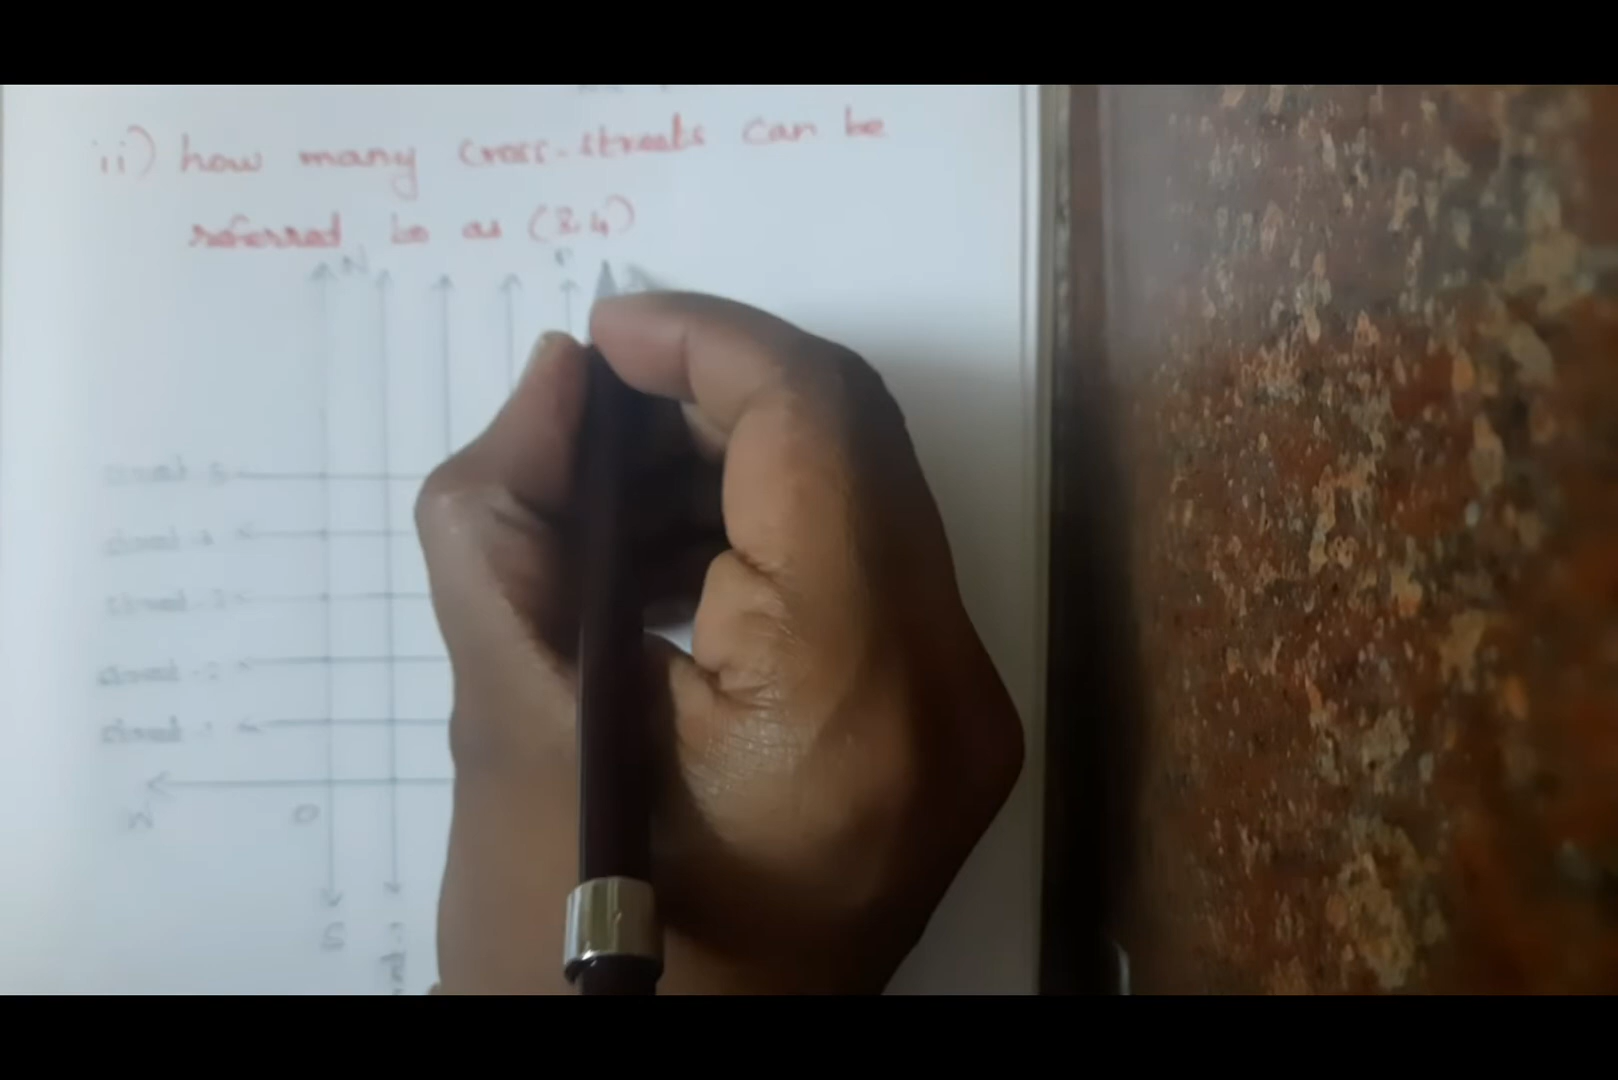 ii) how many cross-streets can be
referred to as (3,4)
N
street 5
street 4
street 3
street 2
street 1
O
S